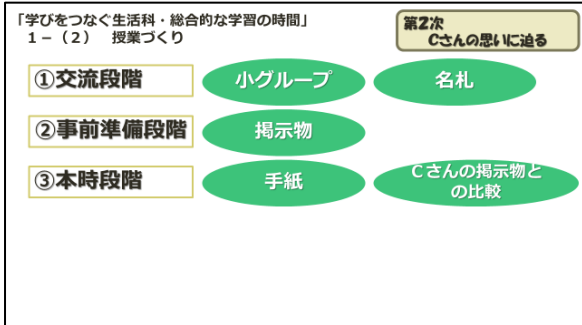 「学びをつなぐ生活科・総合的な学習の時間」
1-(2) 授業づくり
第2次
Cさんの思いに迫る
①交流段階
小グループ
名札
②事前準備段階
掲示物
③本時段階
手紙
Cさんの掲示物と
の比較